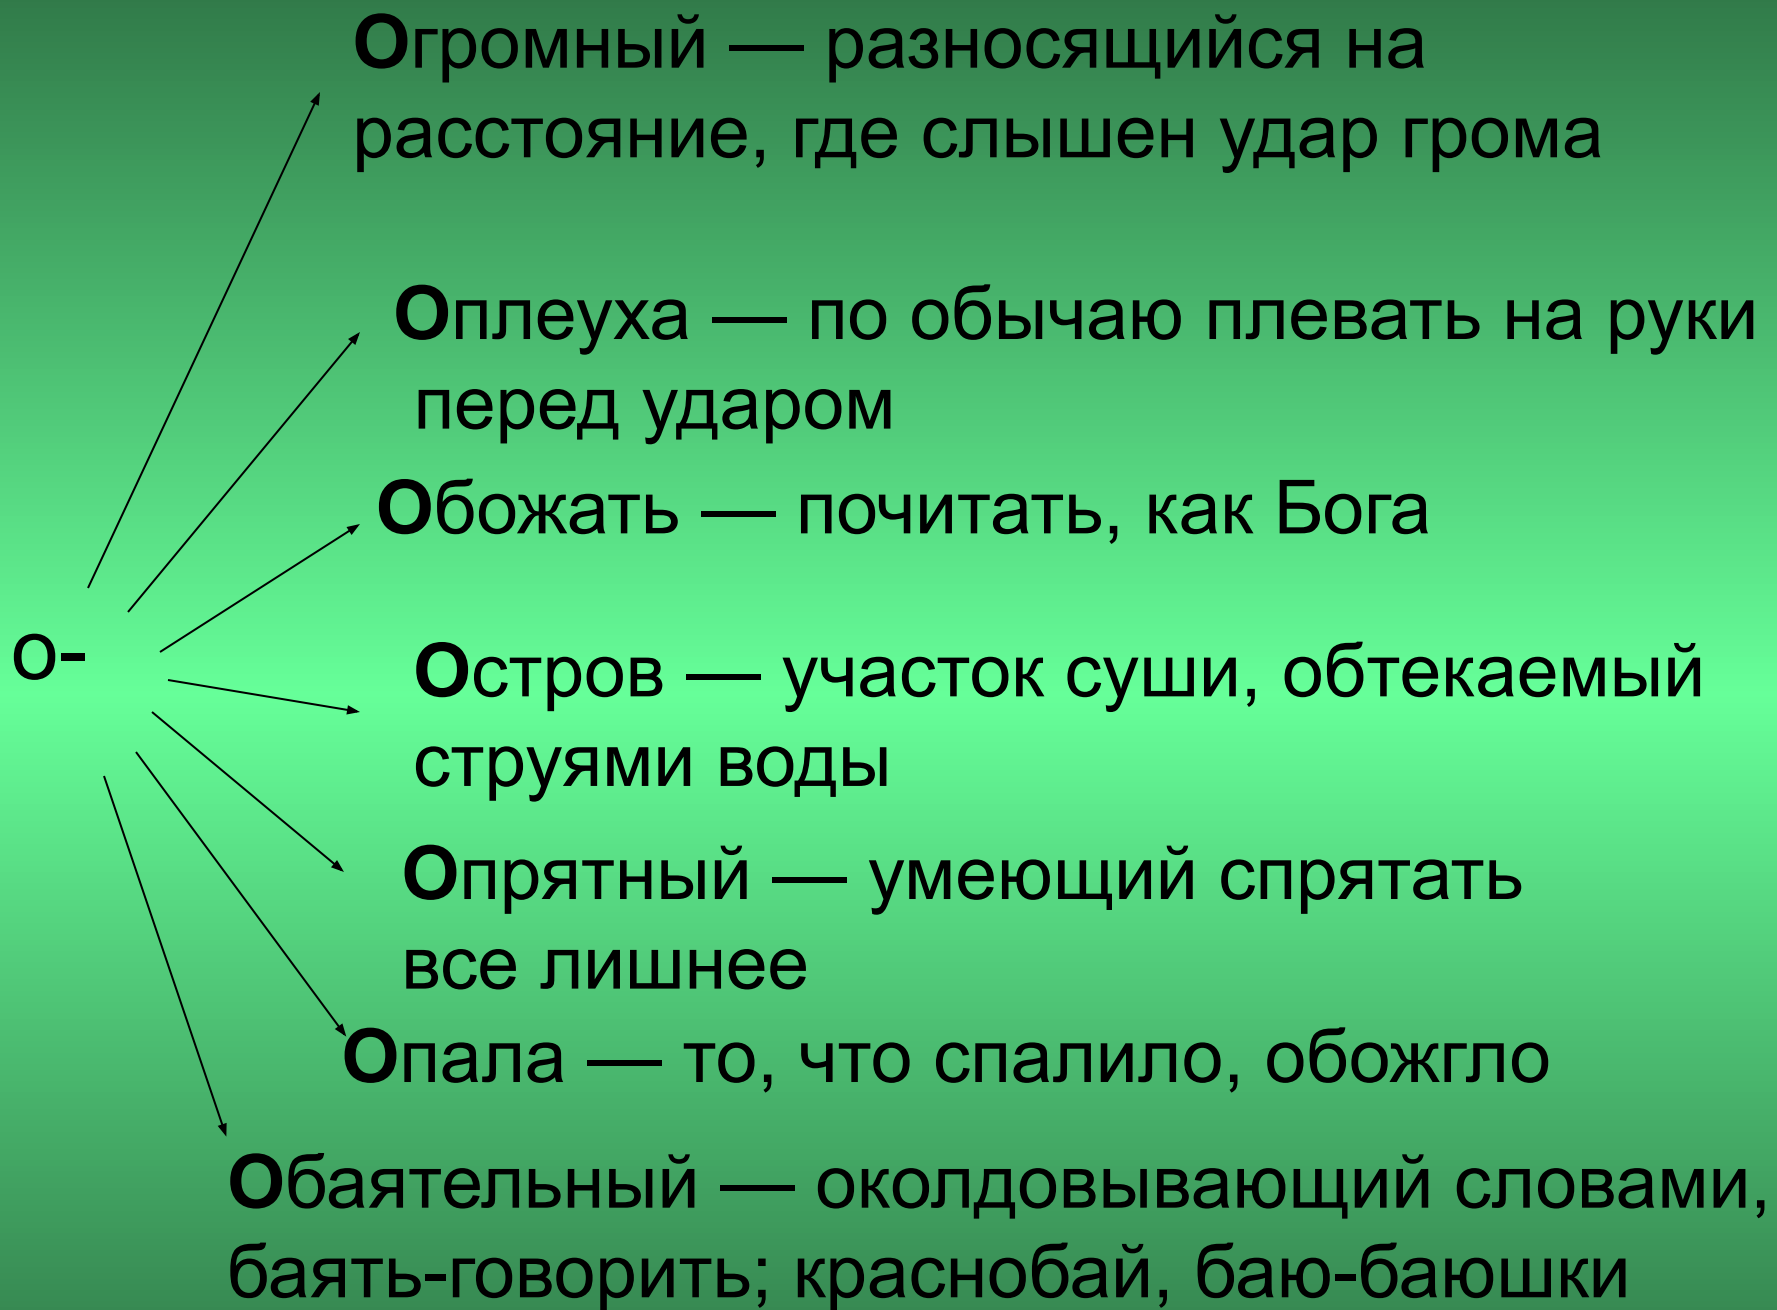 Огромный — разносящийся на
расстояние, где слышен удар грома
Оплеуха — по обычаю плевать на руки
перед ударом
Обожать — почитать, как Бога
о-
Остров — участок суши, обтекаемый
струями воды
Опрятный — умеющий спрятать
все лишнее
Опала — то, что спалило, обожгло
Обаятельный — околдовывающий словами,
баять-говорить; краснобай, баю-баюшки